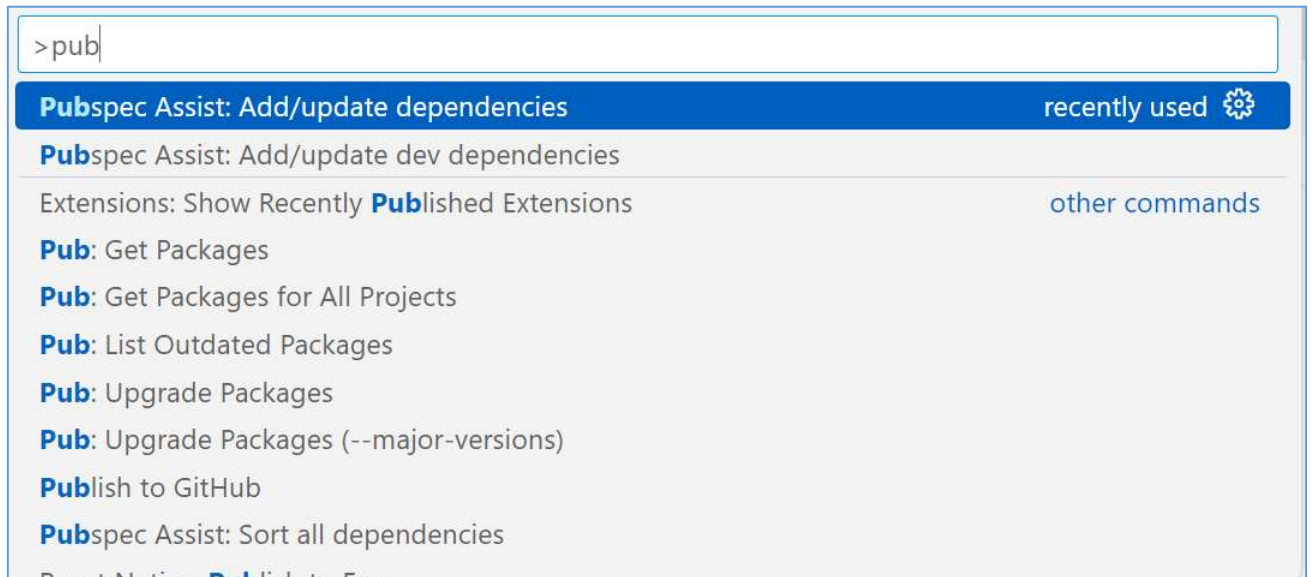 >pub
Pubspec Assist: Add/update dependencies recently used
Pubspec Assist: Add/update dev dependencies
Extensions: Show Recently Published Extensions other commands
Pub: Get Packages
Pub: Get Packages for All Projects
Pub: List Outdated Packages
Pub: Upgrade Packages
Pub: Upgrade Packages (--major-versions)
Publish to GitHub
Pubspec Assist: Sort all dependencies